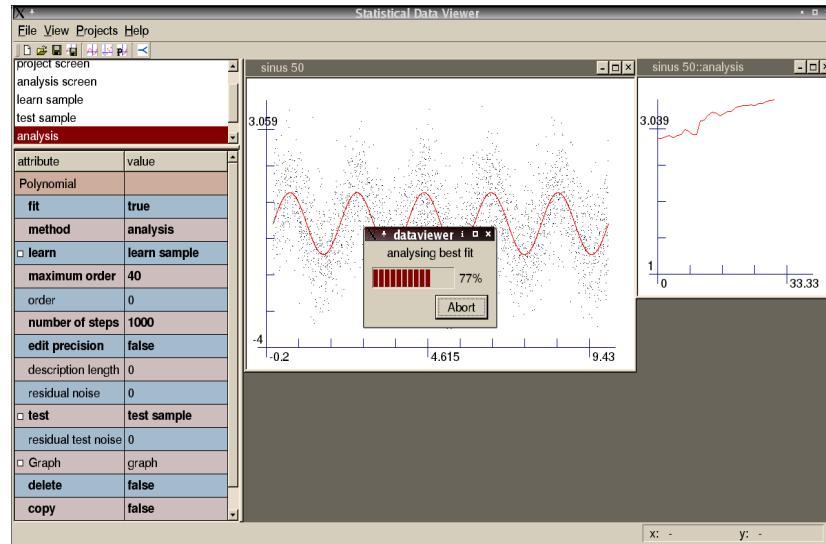 Statistical Data Viewer
File View Projects Help
project screen
analysis screen
learn sample
test sample
analysis
attribute value
Polynomial
fit true
method analysis
learn learn sample
maximum order 40
order 0
number of steps 1000
edit precision false
description length 0
residual noise 0
test test sample
residual test noise 0
Graph graph
delete false
copy false
sinus 50
3.059
-4
-0.2 4.615 9.43
dataviewer
analysing best fit
77%
Abort
sinus 50::analysis
3.039
1
0 33.33
x: - y: -